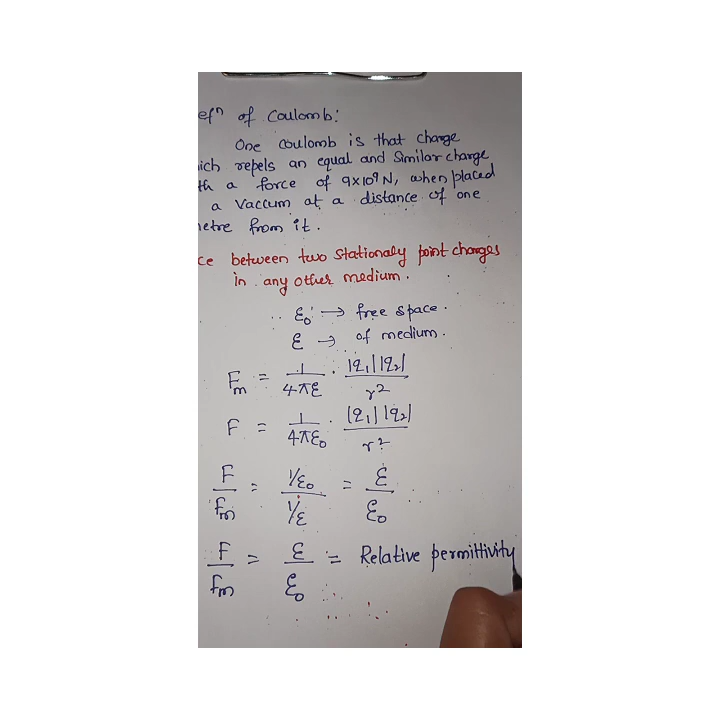 efn of Coulomb:
One coulomb is that charge
ich repels an equal and Similar charge
th a force of 9×10⁹ N, when placed
a Vaccum at a distance of one
etre from it.
ce between two Stationaly point charges
in any other medium.
ε₀ → free space.
ε → of medium.
Fm = 1/4πε · |q₁||q₂|/r²
F = 1/4πε₀ · |q₁||q₂|/r²
F/Fm = 1/ε₀ / 1/ε = ε/ε₀
F/Fm = ε/ε₀ = Relative permittivity